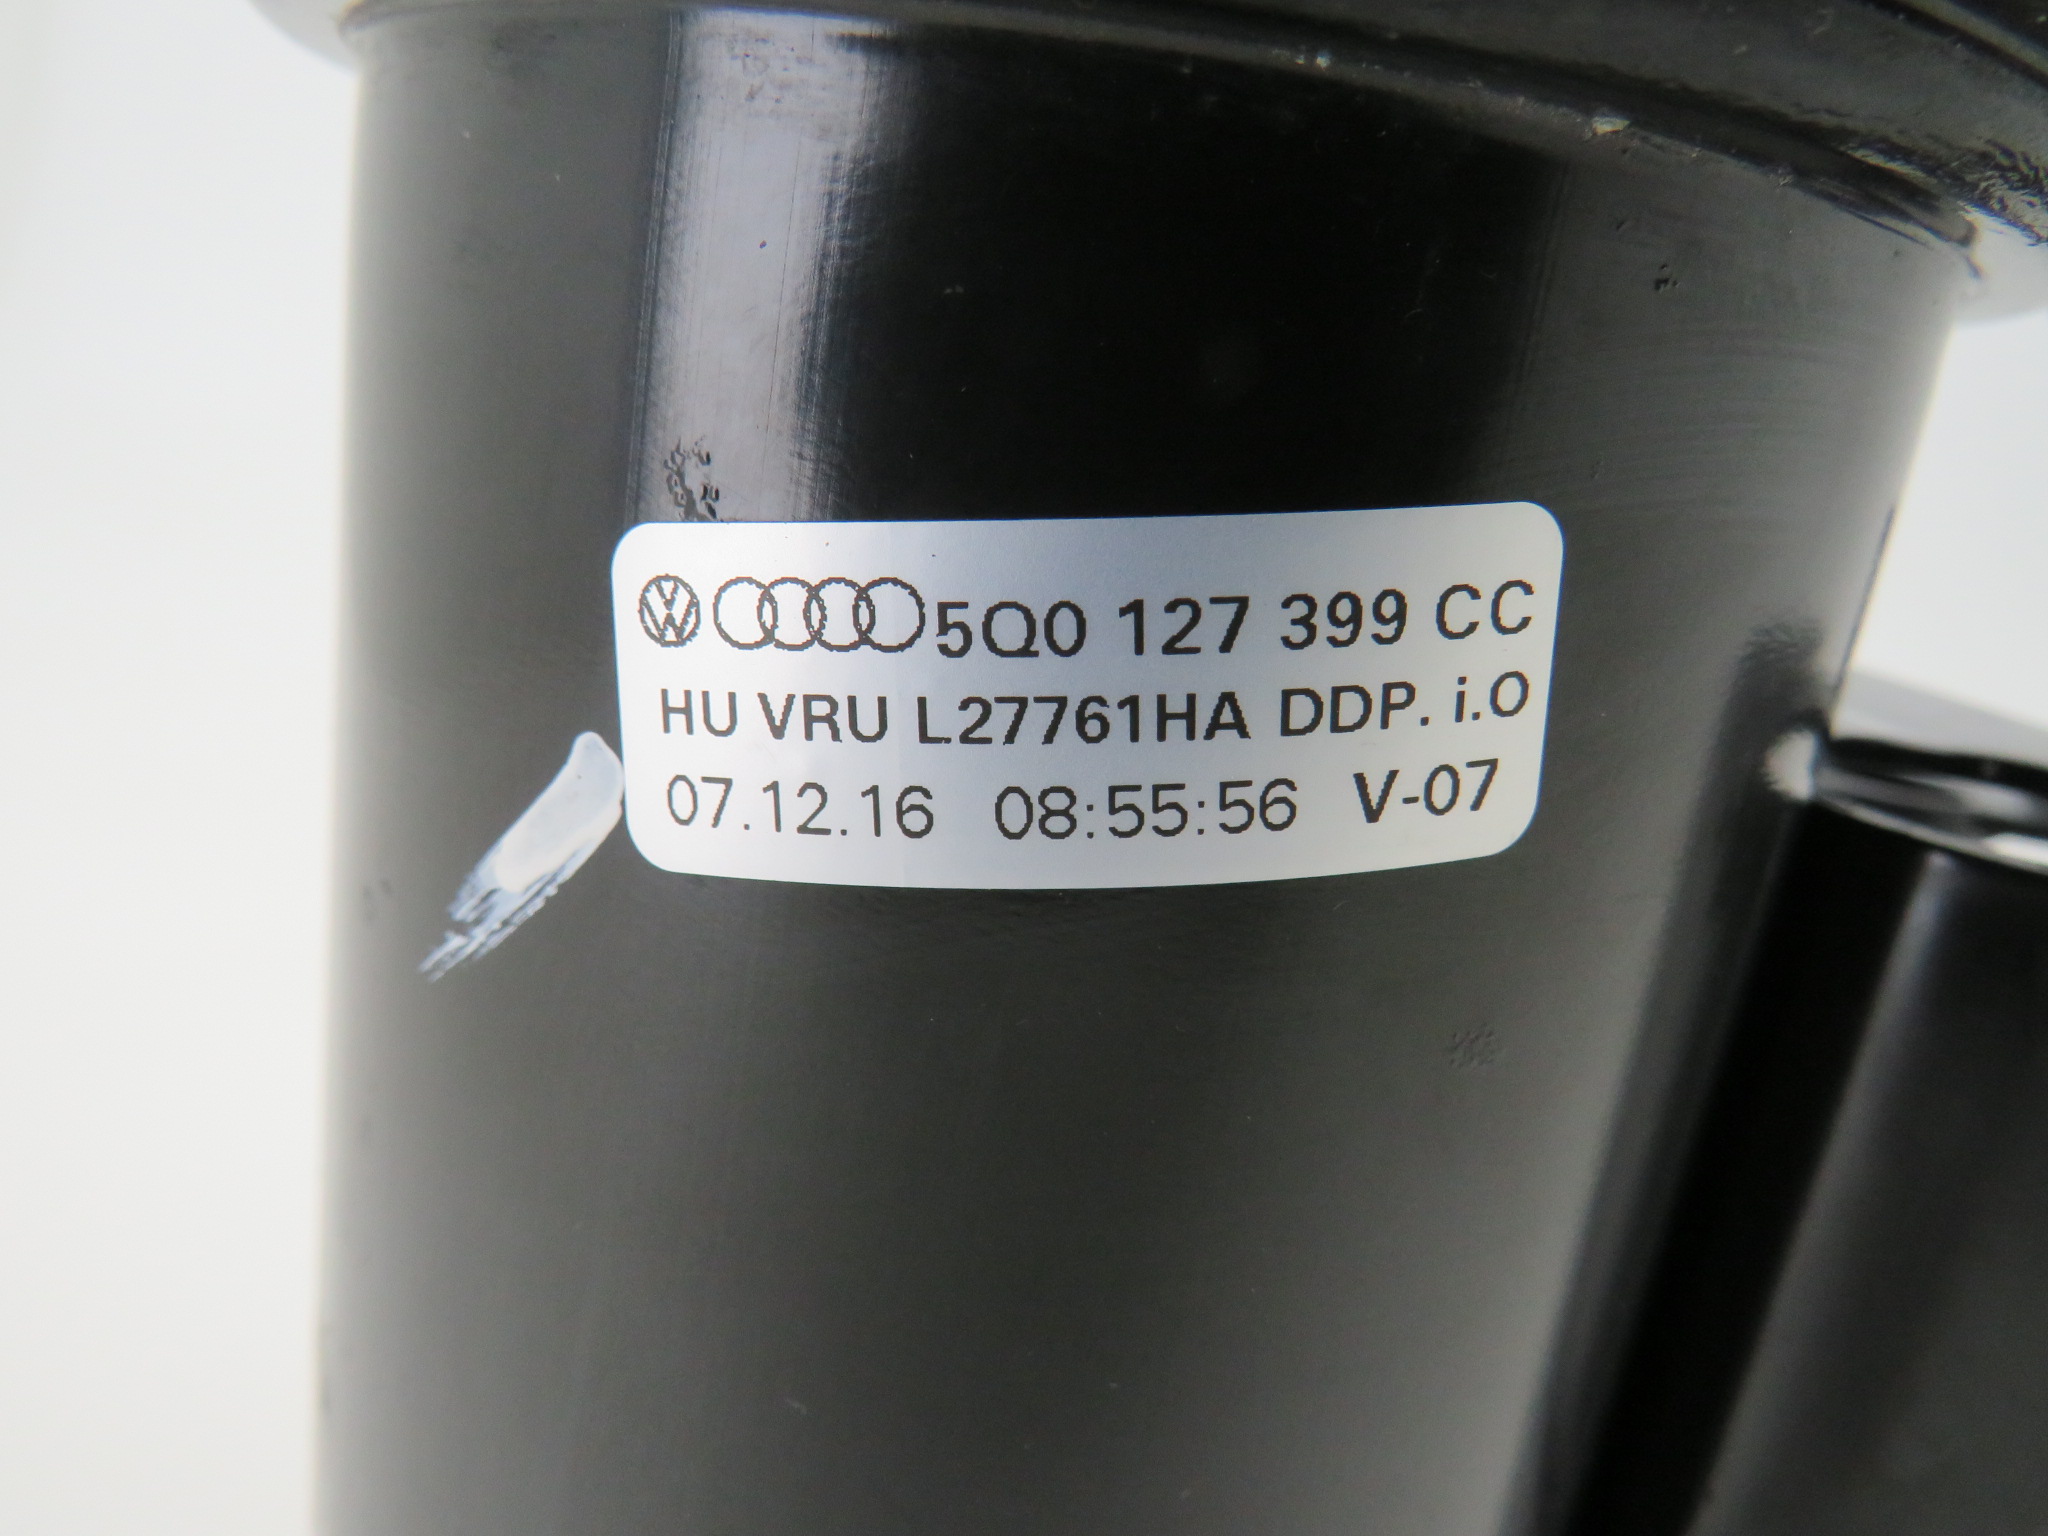 5Q0 127 399 CC
HU VRU L27761HA DDP. i.O
07.12.16 08:55:56 V-07